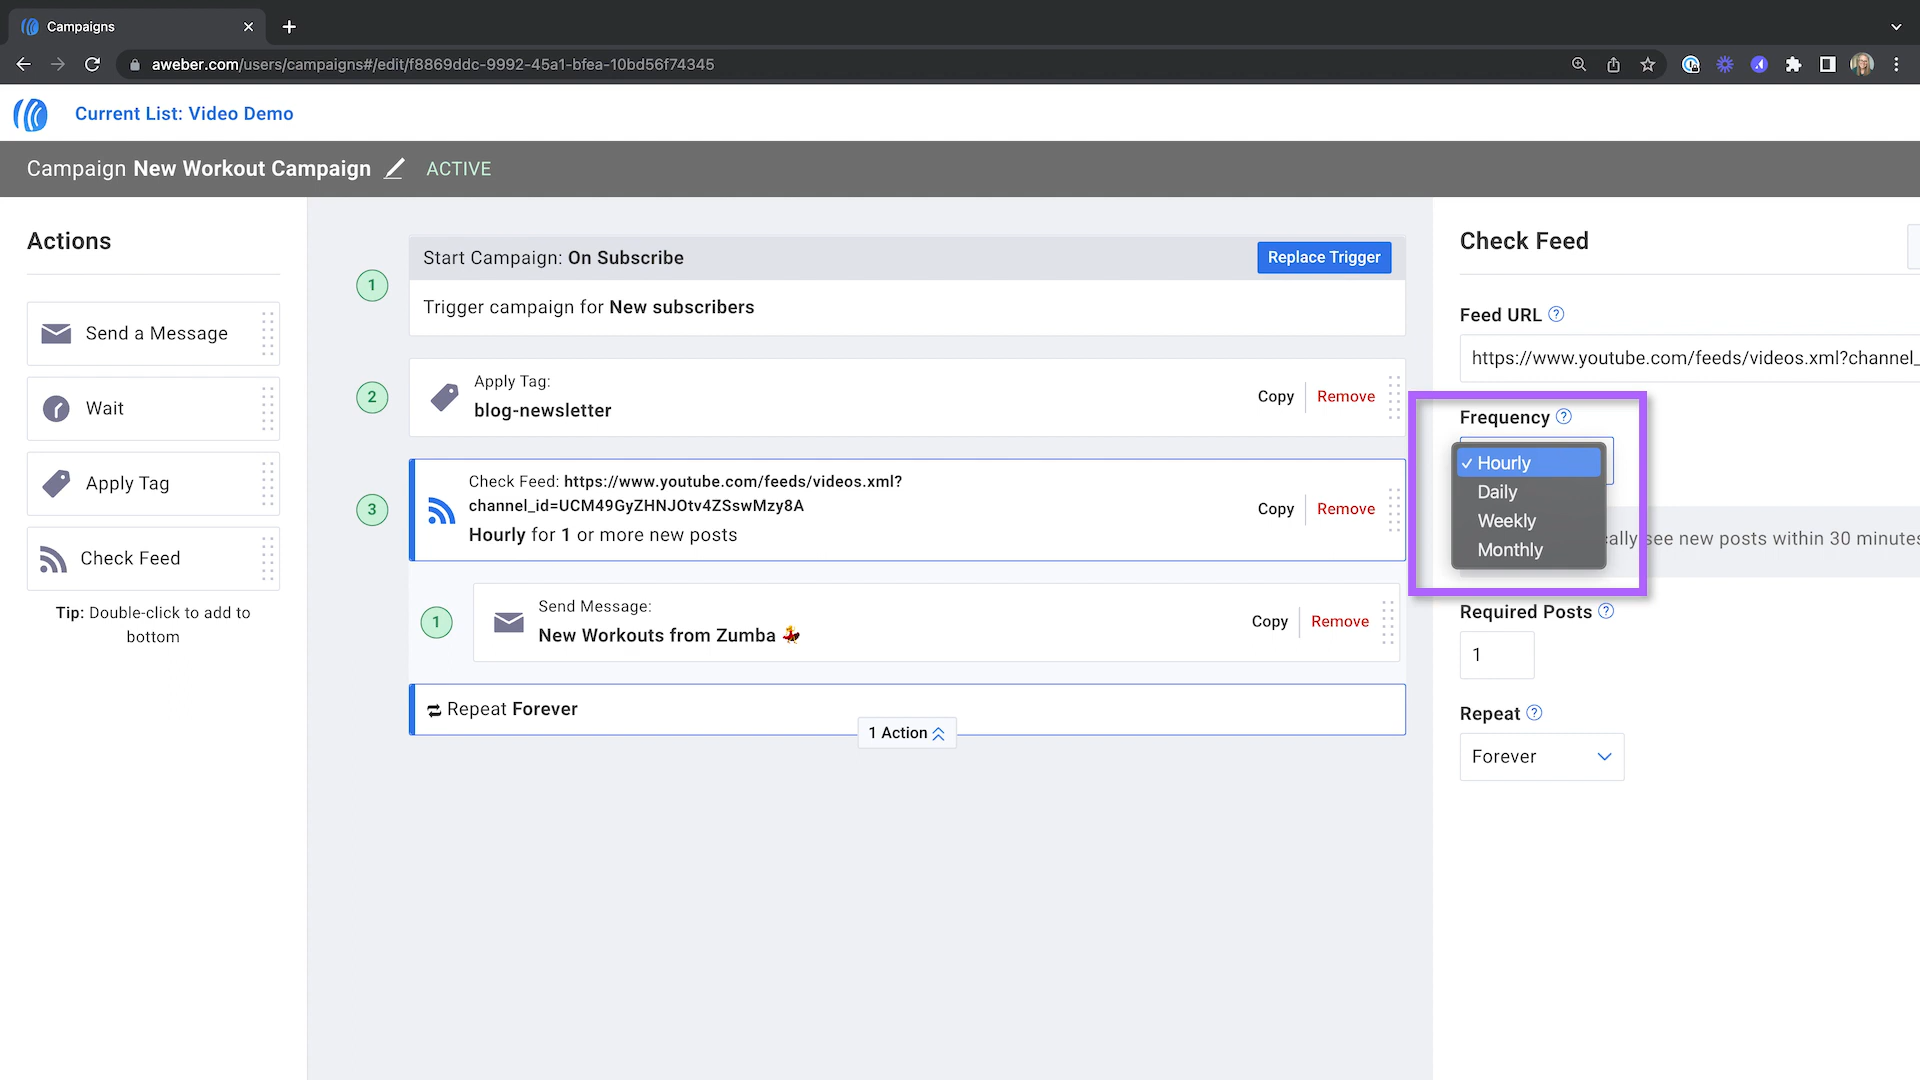 Campaigns
aweber.com/users/campaigns#/edit/f8869ddc-9992-45a1-bfea-10bd56f74345
Current List: Video Demo
Campaign New Workout Campaign ACTIVE
Actions
Send a Message
Wait
Apply Tag
Check Feed
Tip: Double-click to add to
bottom
1
Start Campaign: On Subscribe
Replace Trigger
Trigger campaign for New subscribers
2
Apply Tag:
blog-newsletter
Copy Remove
3
Check Feed: https://www.youtube.com/feeds/videos.xml?
channel_id=UCM49GyZHNJOtv4ZSswMzy8A
Hourly for 1 or more new posts
Copy Remove
1
Send Message:
New Workouts from Zumba 💃
Copy Remove
Repeat Forever
1 Action
Check Feed
Feed URL ?
https://www.youtube.com/feeds/videos.xml?channel_
Frequency ?
✓ Hourly
Daily
Weekly
Monthly
cally see new posts within 30 minutes
Required Posts ?
1
Repeat ?
Forever